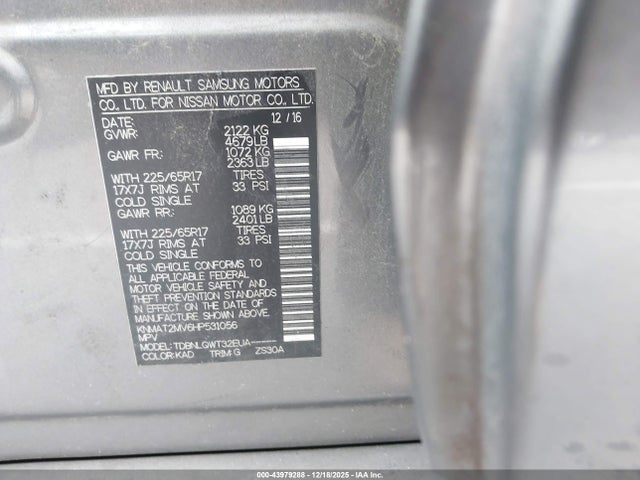 MFD BY RENAULT SAMSUNG MOTORS
CO., LTD. FOR NISSAN MOTOR CO., LTD.
DATE: 12/16
GVWR: 2122 KG
4679LB
GAWR FR: 1072 KG
2363 LB
WITH 225/65R17 TIRES
17X7J RIMS AT 33 PSI
COLD SINGLE
GAWR RR: 1089 KG
2401 LB
WITH 225/65R17 TIRES
17X7J RIMS AT 33 PSI
COLD SINGLE
THIS VEHICLE CONFORMS TO
ALL APPLICABLE FEDERAL
MOTOR VEHICLE SAFETY AND
THEFT PREVENTION STANDARDS
IN EFFECT ON THE DATE OF
MANUFACTURE SHOWN ABOVE.
KNMAT2MV6HP531056
MPV
MODEL: TDBNLGWT32EUA------
COLOR:KAD TRIM:G ZS30A
000-43979288 - 12/18/2025 - IAA Inc.